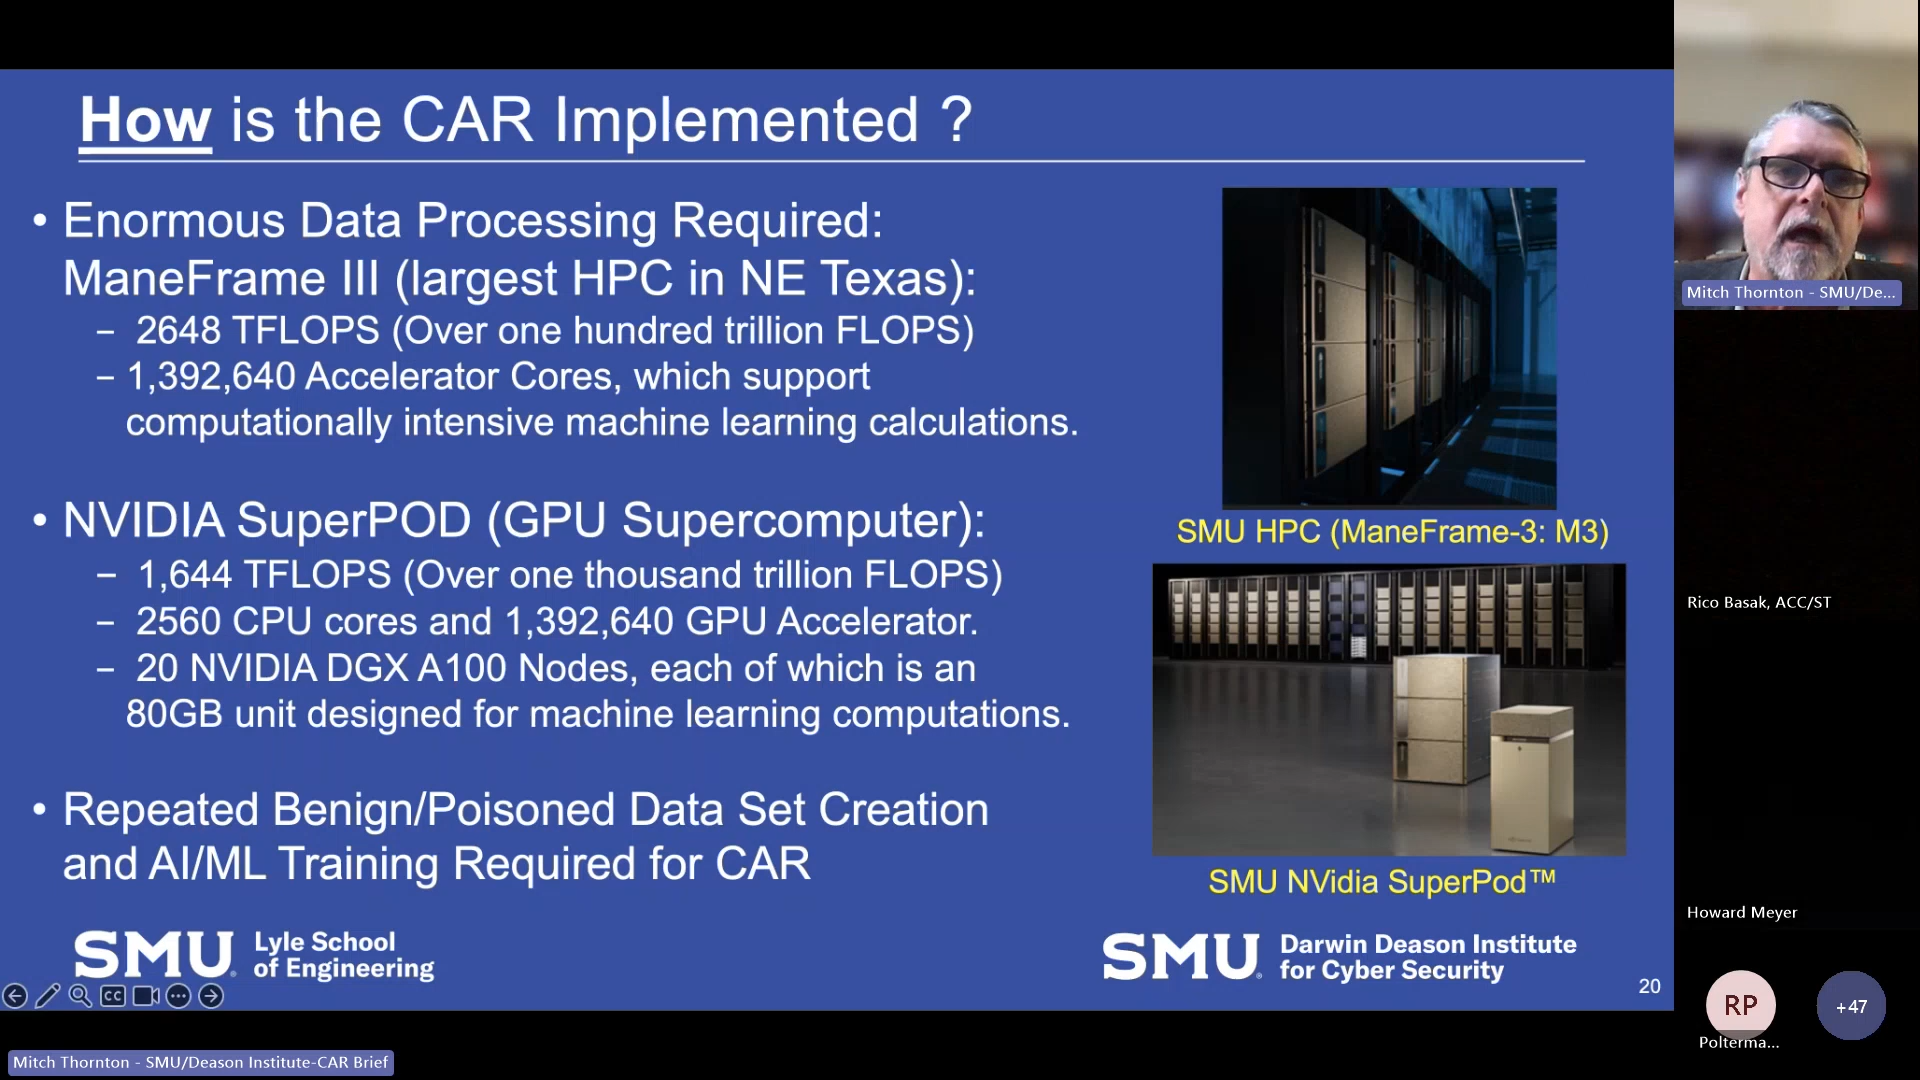 How is the CAR Implemented ?
• Enormous Data Processing Required:
ManeFrame III (largest HPC in NE Texas):
– 2648 TFLOPS (Over one hundred trillion FLOPS)
– 1,392,640 Accelerator Cores, which support
computationally intensive machine learning calculations.
• NVIDIA SuperPOD (GPU Supercomputer):
– 1,644 TFLOPS (Over one thousand trillion FLOPS)
– 2560 CPU cores and 1,392,640 GPU Accelerator.
– 20 NVIDIA DGX A100 Nodes, each of which is an
80GB unit designed for machine learning computations.
• Repeated Benign/Poisoned Data Set Creation
and AI/ML Training Required for CAR
SMU HPC (ManeFrame-3: M3)
SMU NVidia SuperPod™
SMU® Lyle School
of Engineering
SMU® Darwin Deason Institute
for Cyber Security
20
CC
Mitch Thornton - SMU/Deason Institute-CAR Brief
Mitch Thornton - SMU/De...
Rico Basak, ACC/ST
Howard Meyer
RP
Polterma...
+47